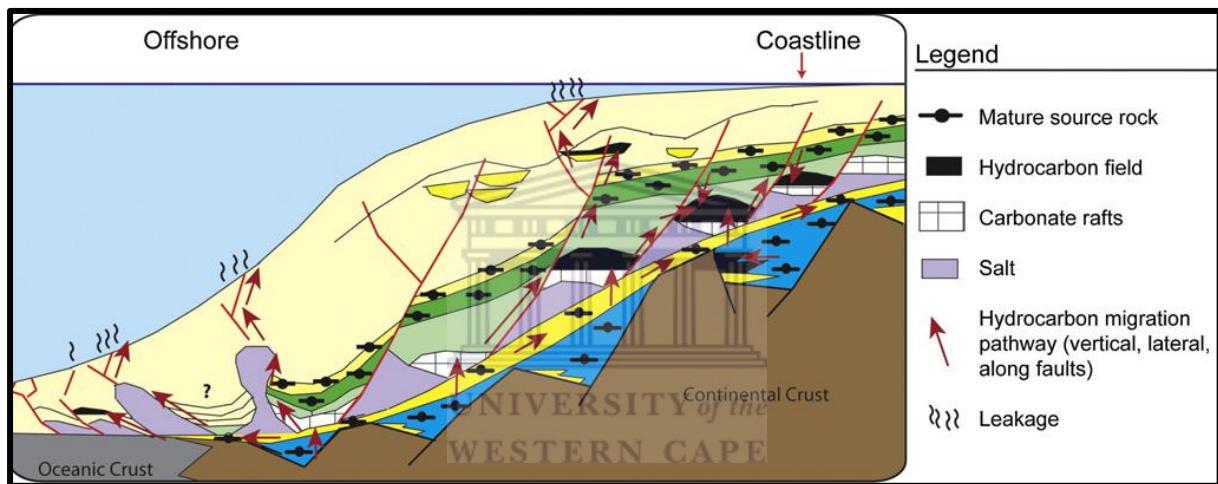 Offshore
Coastline
Legend
Mature source rock
Hydrocarbon field
Carbonate rafts
Salt
Hydrocarbon migration
pathway (vertical, lateral,
along faults)
Leakage
?
Continental Crust
Oceanic Crust
UNIVERSITY of the
WESTERN CAPE